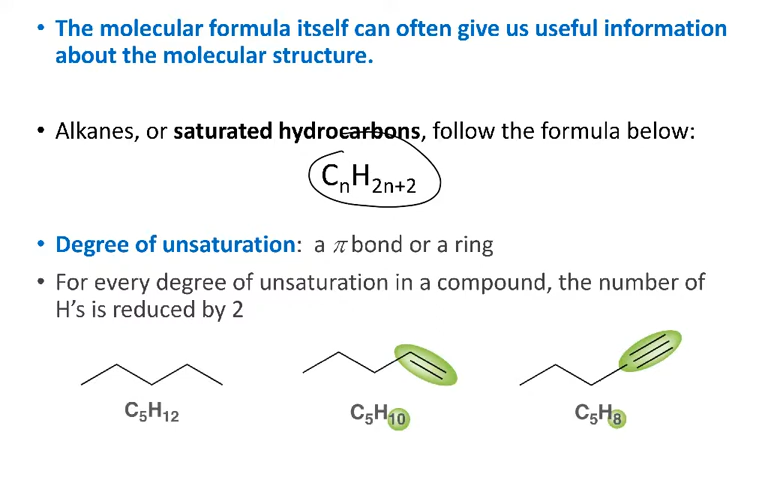 • The molecular formula itself can often give us useful information
about the molecular structure.
• Alkanes, or saturated hydrocarbons, follow the formula below:
CₙH₂ₙ₊₂
• Degree of unsaturation: a π bond or a ring
• For every degree of unsaturation in a compound, the number of
H's is reduced by 2
C₅H₁₂ C₅H₁₀ C₅H₈